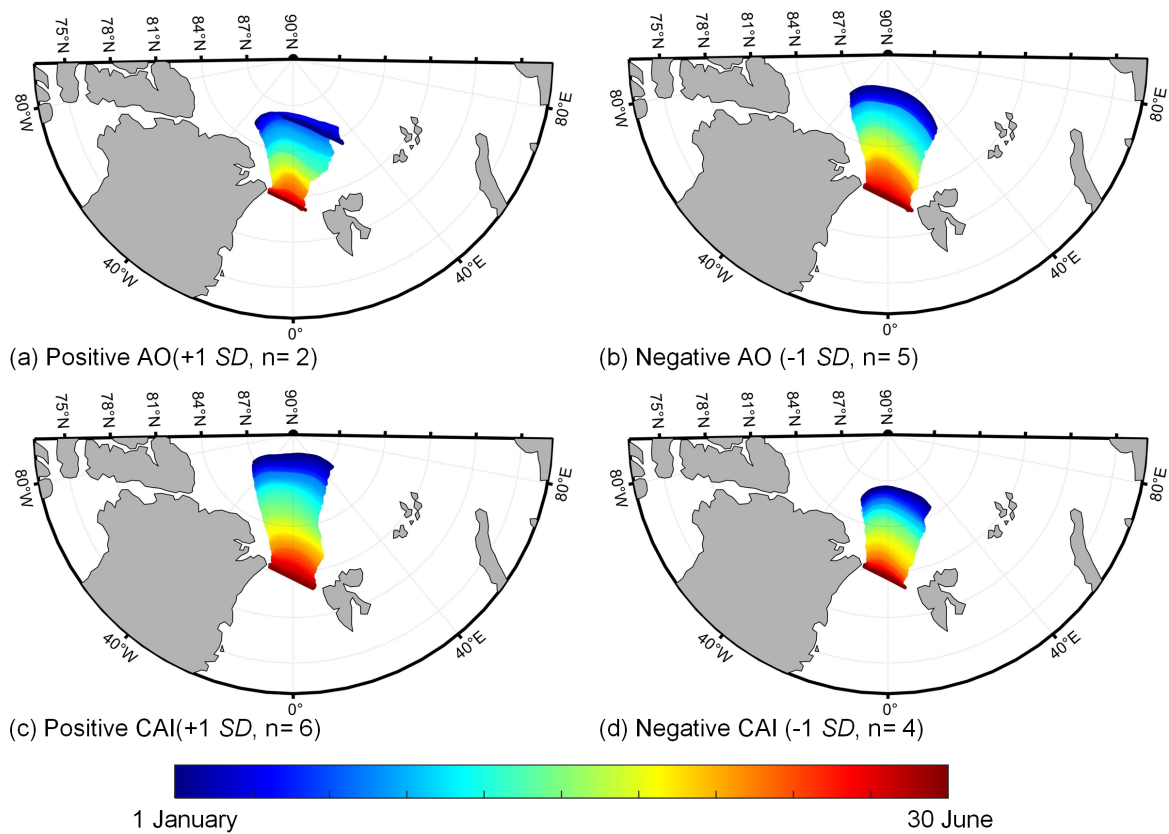 75°N 78°N 81°N 84°N 87°N 90°N
75°N 78°N 81°N 84°N 87°N 90°N
80°W 80°E
80°W 80°E
40°W 40°E
40°W 40°E
0°
0°
(a) Positive AO(+1 SD, n= 2)
(b) Negative AO (-1 SD, n= 5)
75°N 78°N 81°N 84°N 87°N 90°N
75°N 78°N 81°N 84°N 87°N 90°N
80°W 80°E
80°W 80°E
40°W 40°E
40°W 40°E
0°
0°
(c) Positive CAI(+1 SD, n= 6)
(d) Negative CAI (-1 SD, n= 4)
1 January 30 June